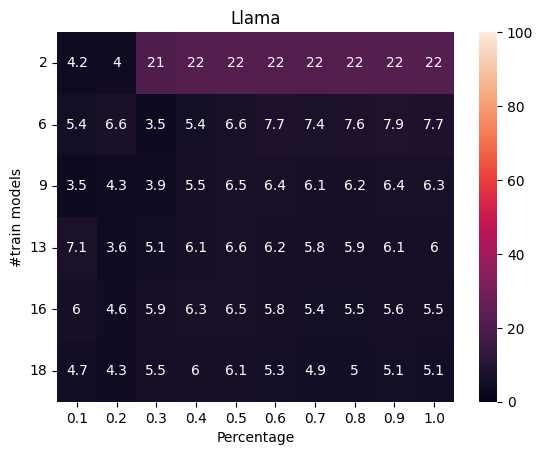 Llama
2 4.2 4 21 22 22 22 22 22 22 22
6 5.4 6.6 3.5 5.4 6.6 7.7 7.4 7.6 7.9 7.7
9 3.5 4.3 3.9 5.5 6.5 6.4 6.1 6.2 6.4 6.3
13 7.1 3.6 5.1 6.1 6.6 6.2 5.8 5.9 6.1 6
16 6 4.6 5.9 6.3 6.5 5.8 5.4 5.5 5.6 5.5
18 4.7 4.3 5.5 6 6.1 5.3 4.9 5 5.1 5.1
0.1 0.2 0.3 0.4 0.5 0.6 0.7 0.8 0.9 1.0
Percentage
#train models
100
80
60
40
20
0